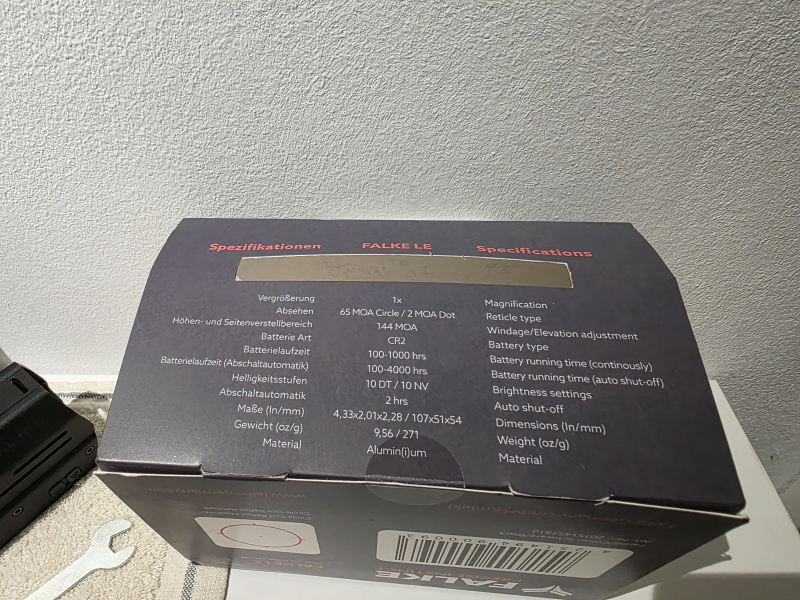 Spezifikationen FALKE LE Specifications
Vergrößerung 1x Magnification
Absehen 65 MOA Circle / 2 MOA Dot Reticle type
Höhen- und Seitenverstellbereich 144 MOA Windage/Elevation adjustment
Batterie Art CR2 Battery type
Batterielaufzeit 100-1000 hrs Battery running time (continously)
Batterielaufzeit (Abschaltautomatik) 100-4000 hrs Battery running time (auto shut-off)
Helligkeitsstufen 10 DT / 10 NV Brightness settings
Abschaltautomatik 2 hrs Auto shut-off
Maße (In/mm) 4,33x2,01x2,28 / 107x51x54 Dimensions (In/mm)
Gewicht (oz/g) 9,56 / 271 Weight (oz/g)
Material Alumin(i)um Material
FALKE LE
FALKE